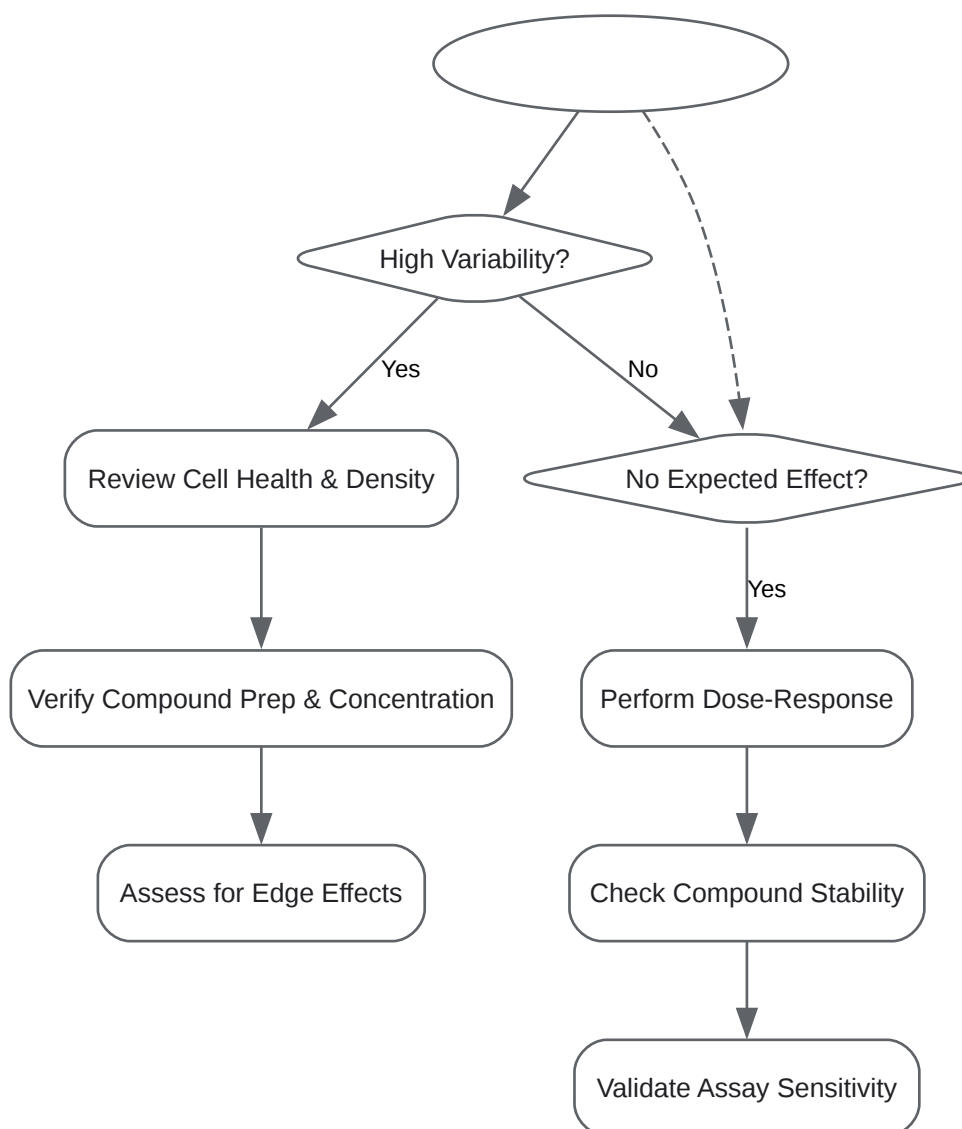 High Variability?
Yes
No
Review Cell Health & Density
No Expected Effect?
Yes
Verify Compound Prep & Concentration
Perform Dose-Response
Assess for Edge Effects
Check Compound Stability
Validate Assay Sensitivity